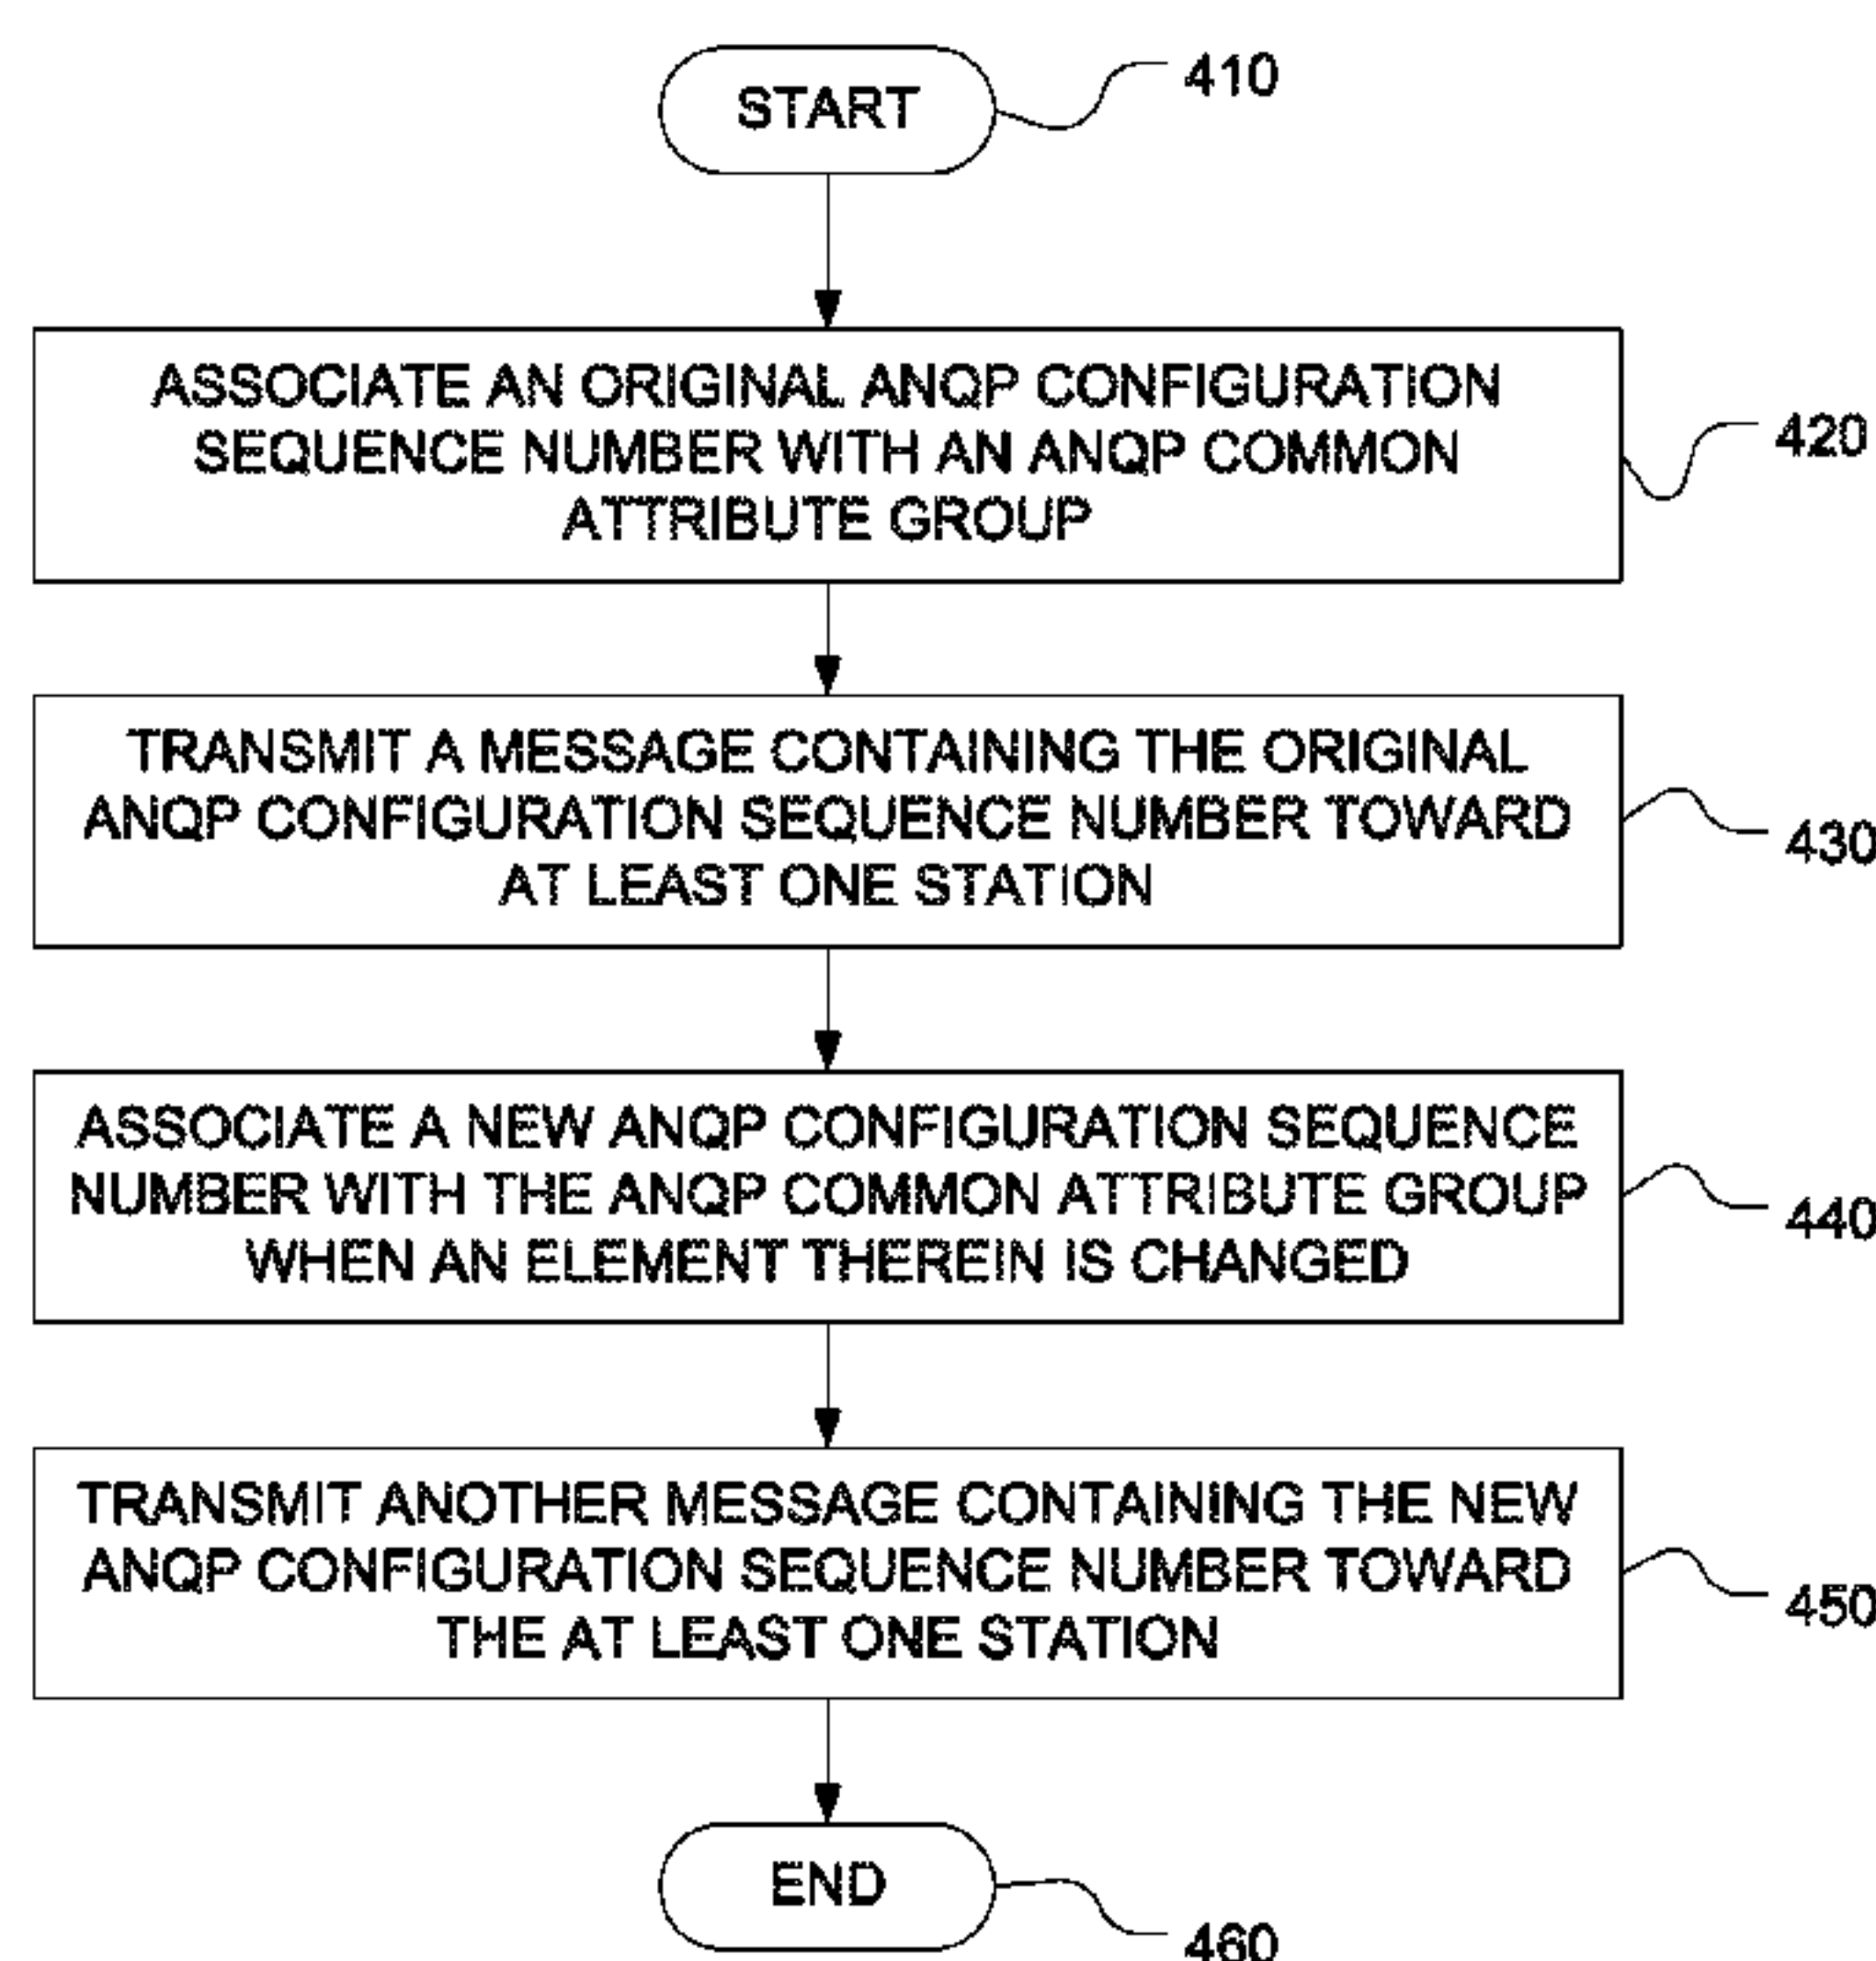 START
410
ASSOCIATE AN ORIGINAL ANQP CONFIGURATION
SEQUENCE NUMBER WITH AN ANQP COMMON
ATTRIBUTE GROUP
420
TRANSMIT A MESSAGE CONTAINING THE ORIGINAL
ANQP CONFIGURATION SEQUENCE NUMBER TOWARD
AT LEAST ONE STATION
430
ASSOCIATE A NEW ANQP CONFIGURATION SEQUENCE
NUMBER WITH THE ANQP COMMON ATTRIBUTE GROUP
WHEN AN ELEMENT THEREIN IS CHANGED
440
TRANSMIT ANOTHER MESSAGE CONTAINING THE NEW
ANQP CONFIGURATION SEQUENCE NUMBER TOWARD
THE AT LEAST ONE STATION
450
END
460